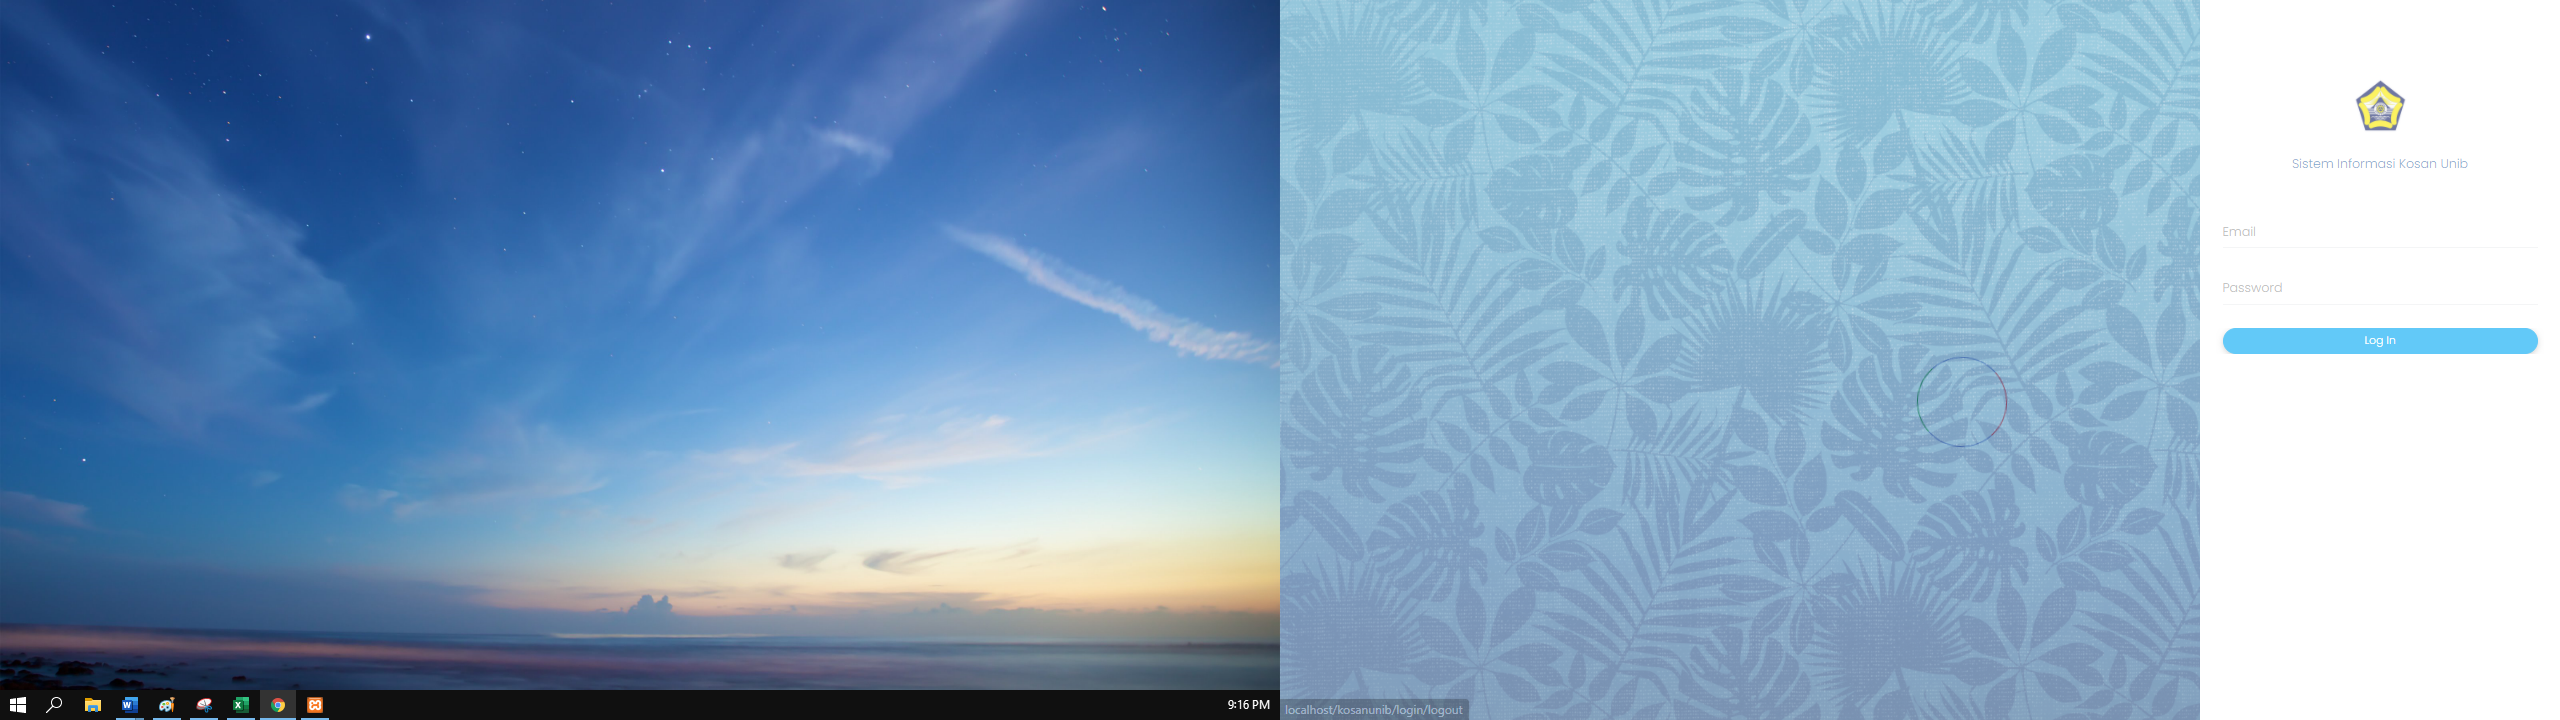 9:16 PM
Sistem Informasi Kosan Unib
Email
Password
Log In
localhost/kosanunib/login/logout